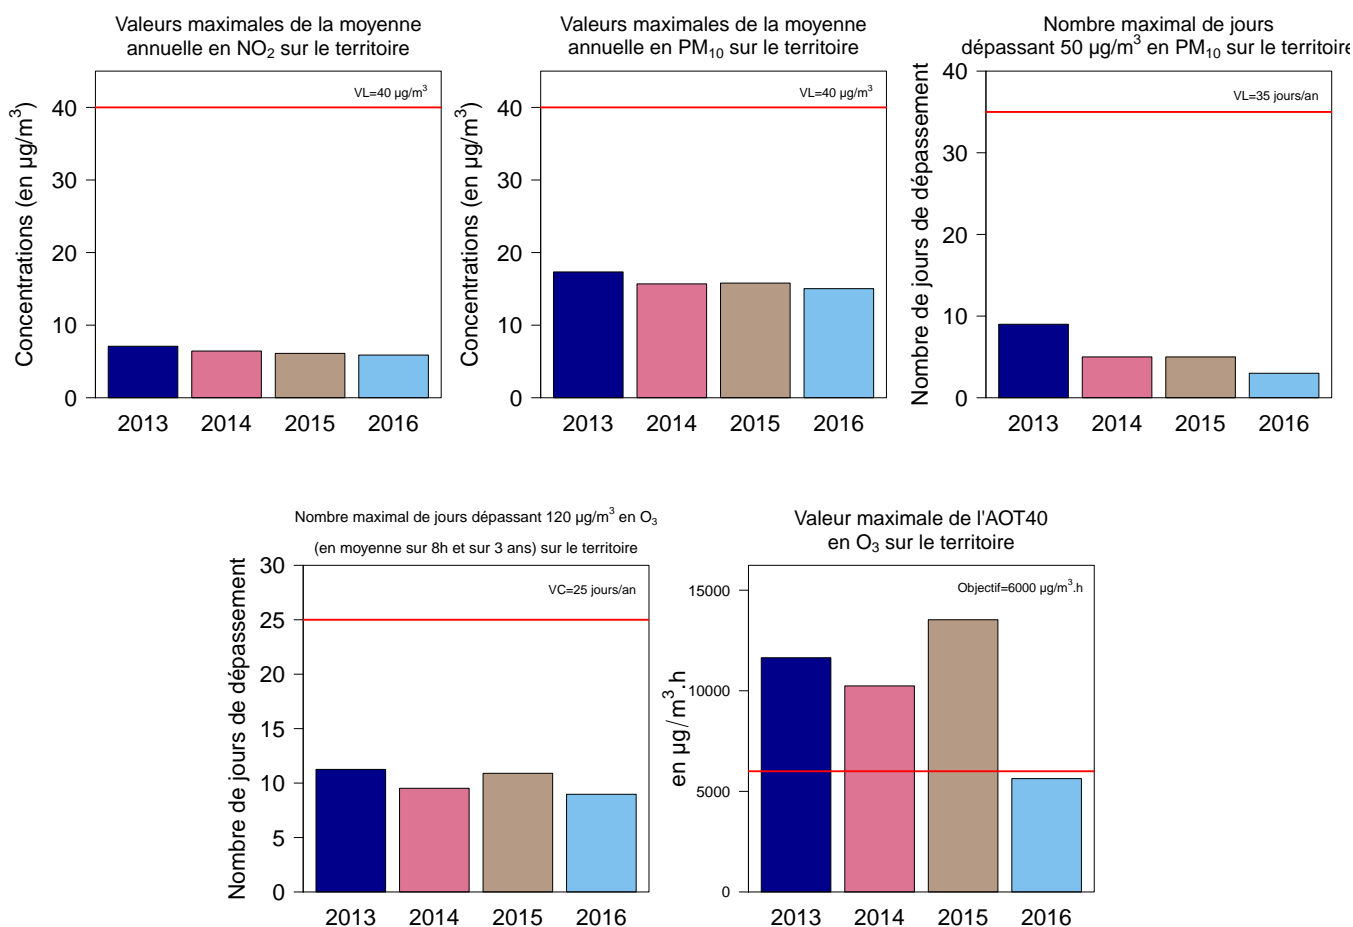 Valeurs maximales de la moyenne
annuelle en NO₂ sur le territoire
VL=40 µg/m³
Concentrations (en µg/m³)
40
30
20
10
0
2013 2014 2015 2016
Valeurs maximales de la moyenne
annuelle en PM₁₀ sur le territoire
VL=40 µg/m³
Concentrations (en µg/m³)
40
30
20
10
0
2013 2014 2015 2016
Nombre maximal de jours
dépassant 50 µg/m³ en PM₁₀ sur le territoire
VL=35 jours/an
Nombre de jours de dépassement
40
30
20
10
0
2013 2014 2015 2016
Nombre maximal de jours dépassant 120 µg/m³ en O₃
(en moyenne sur 8h et sur 3 ans) sur le territoire
VC=25 jours/an
Nombre de jours de dépassement
30
25
20
15
10
5
0
2013 2014 2015 2016
Valeur maximale de l'AOT40
en O₃ sur le territoire
Objectif=6000 µg/m³.h
en µg/m³.h
15000
10000
5000
0
2013 2014 2015 2016